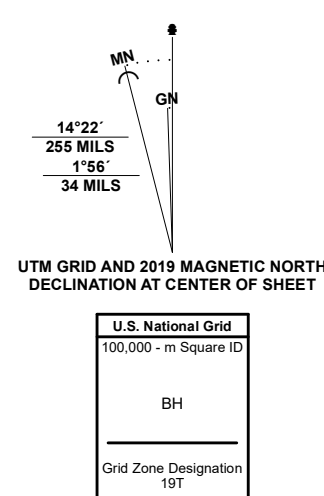 MN
GN
14°22´
255 MILS
1°56´
34 MILS
UTM GRID AND 2019 MAGNETIC NORTH
DECLINATION AT CENTER OF SHEET
U.S. National Grid
100,000 - m Square ID
BH
Grid Zone Designation
19T